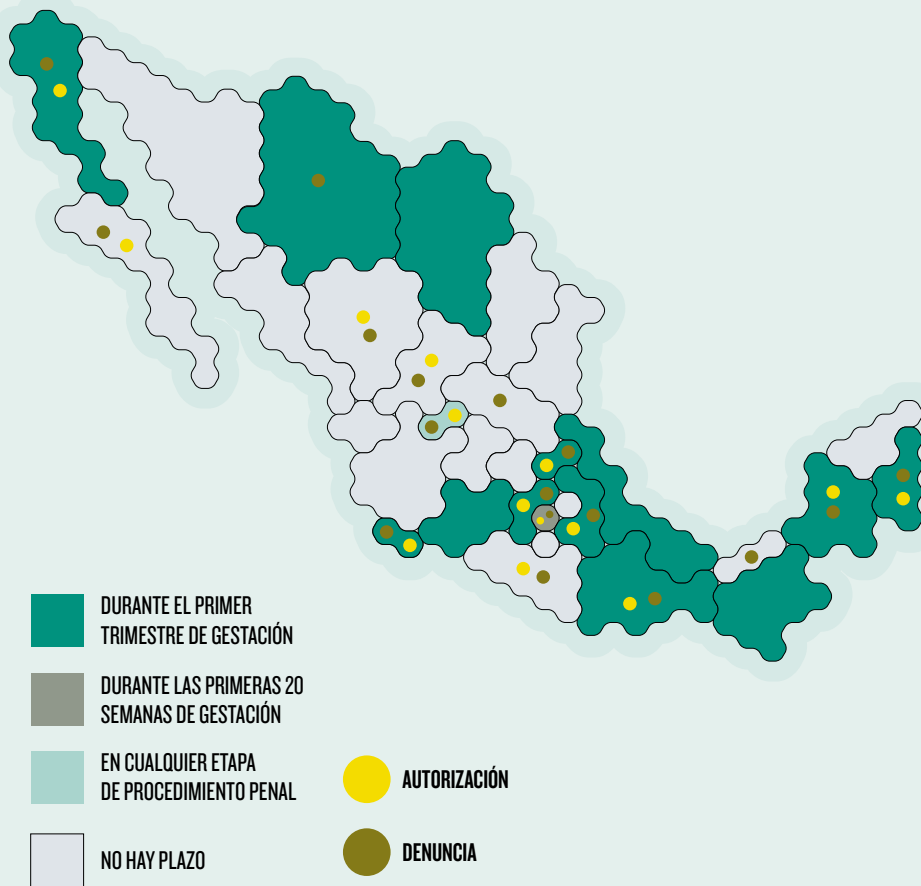 DURANTE EL PRIMER
TRIMESTRE DE GESTACIÓN
DURANTE LAS PRIMERAS 20
SEMANAS DE GESTACIÓN
EN CUALQUIER ETAPA
DE PROCEDIMIENTO PENAL
NO HAY PLAZO
AUTORIZACIÓN
DENUNCIA